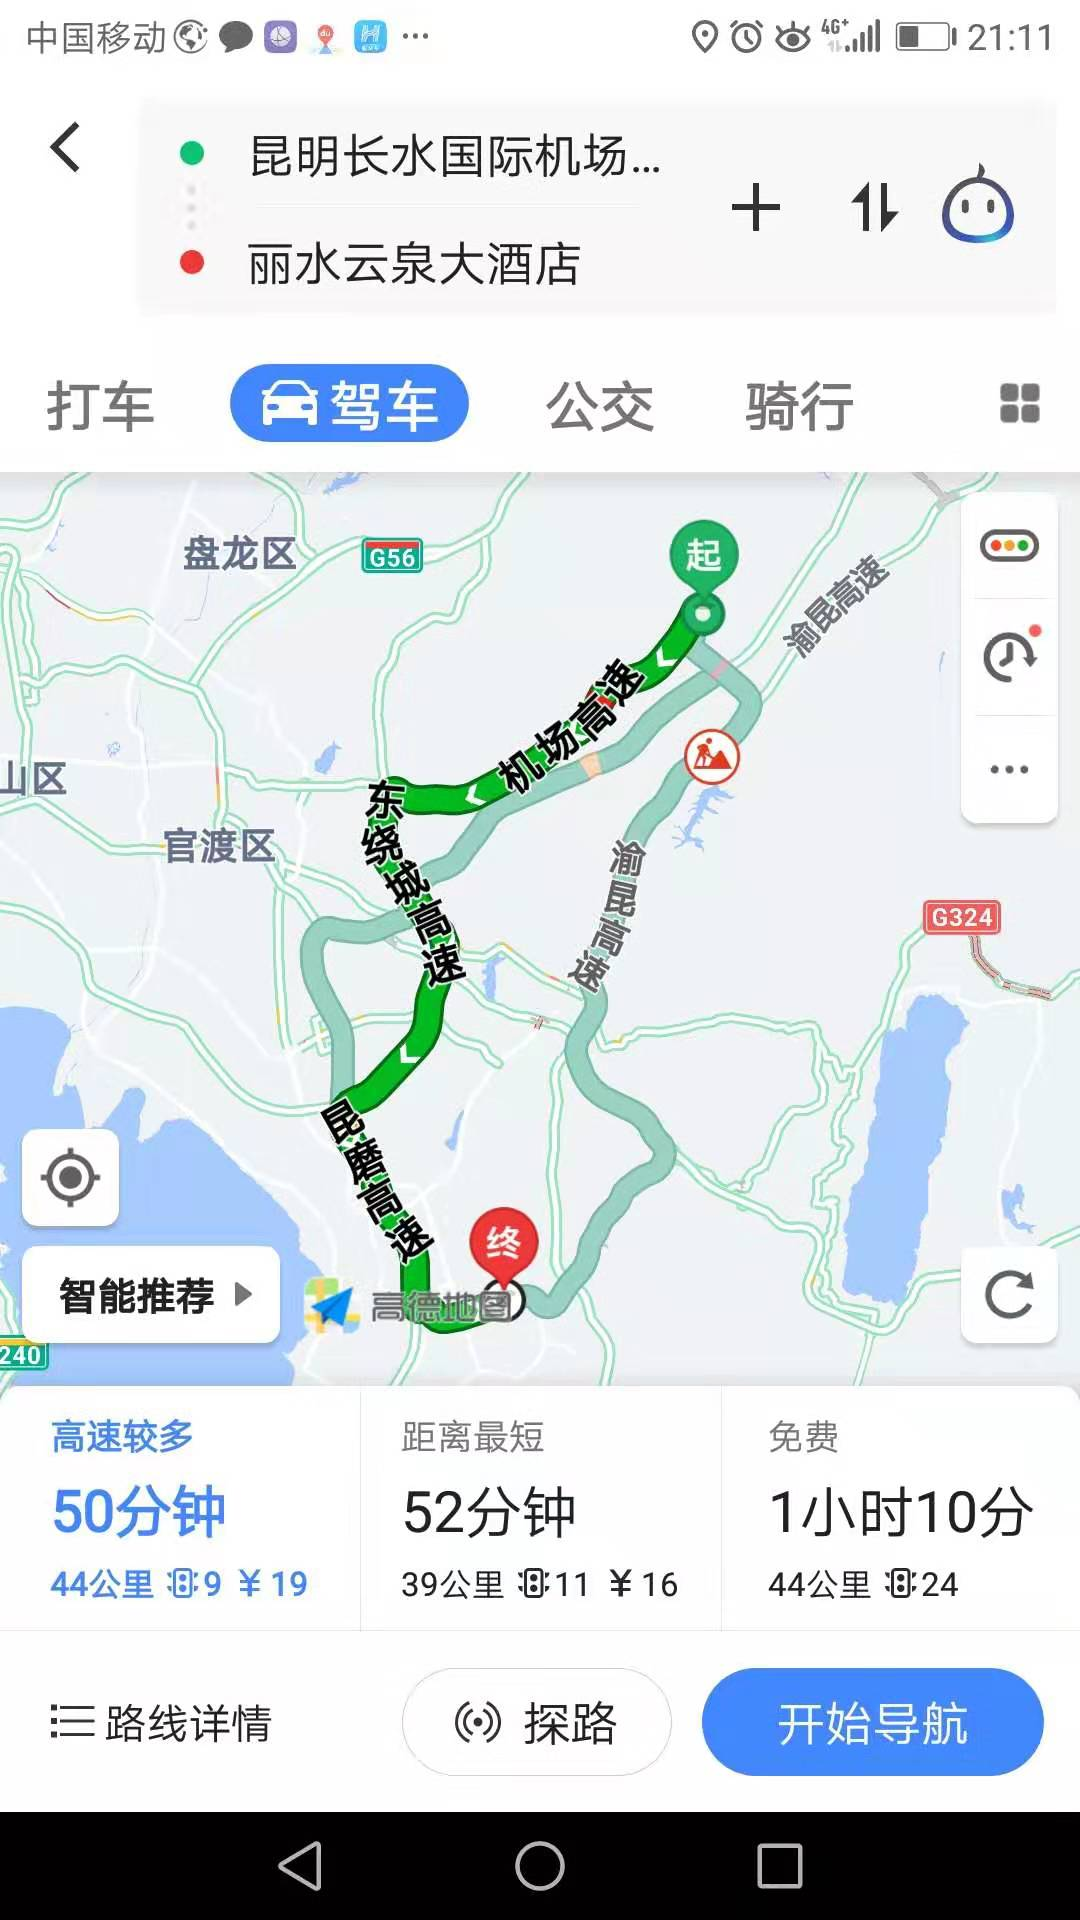 中国移动
4G+
21:11
昆明长水国际机场...
丽水云泉大酒店
打车
驾车
公交
骑行
盘龙区
G56
起
渝昆高速
机场高速
山区
东绕城高速
官渡区
渝昆高速
G324
昆磨高速
终
智能推荐
高德地图
240
高速较多
50分钟
44公里 9 ¥ 19
距离最短
52分钟
39公里 11 ¥ 16
免费
1小时10分
44公里 24
路线详情
探路
开始导航